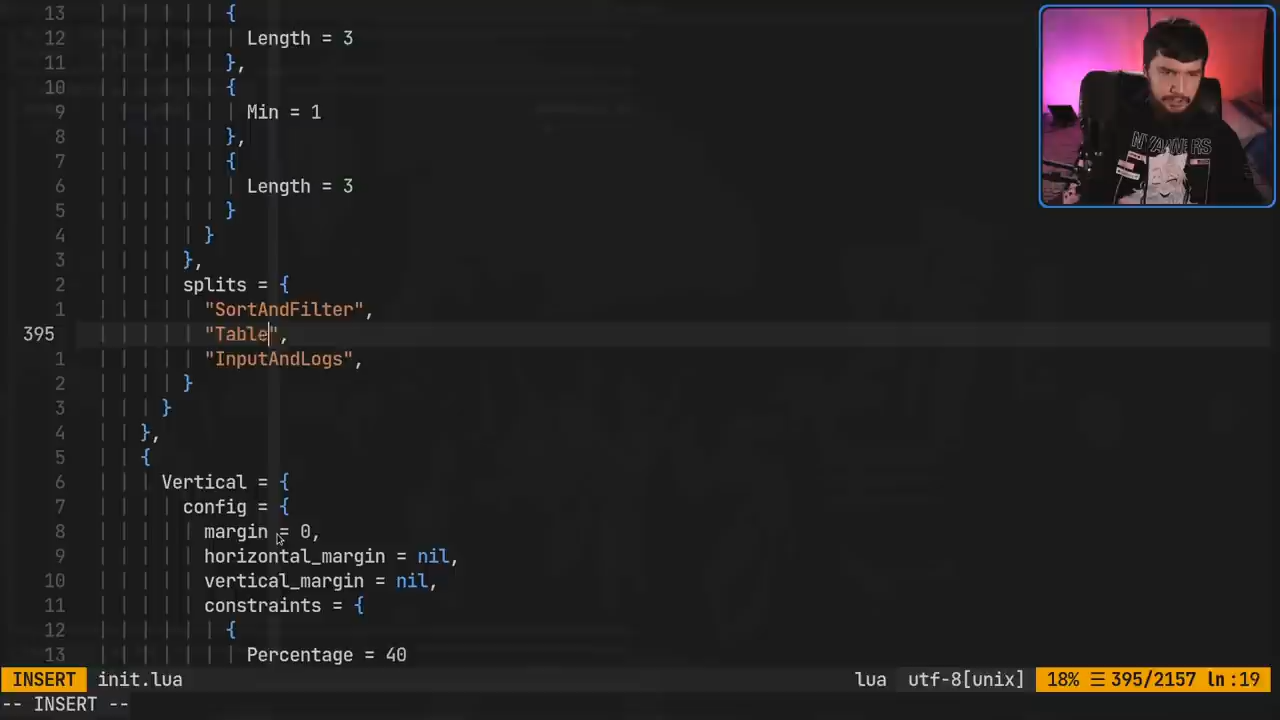 13 {
12 Length = 3
11 },
10 {
9 Min = 1
8 },
7 {
6 Length = 3
5 }
4 }
3 },
2 splits = {
1 "SortAndFilter",
395 "Table",
1 "InputAndLogs",
2 }
3 }
4 },
5 {
6 Vertical = {
7 config = {
8 margin = 0,
9 horizontal_margin = nil,
10 vertical_margin = nil,
11 constraints = {
12 {
13 Percentage = 40
INSERT init.lua lua utf-8[unix] 18% ☰ 395/2157 ln :19
-- INSERT --